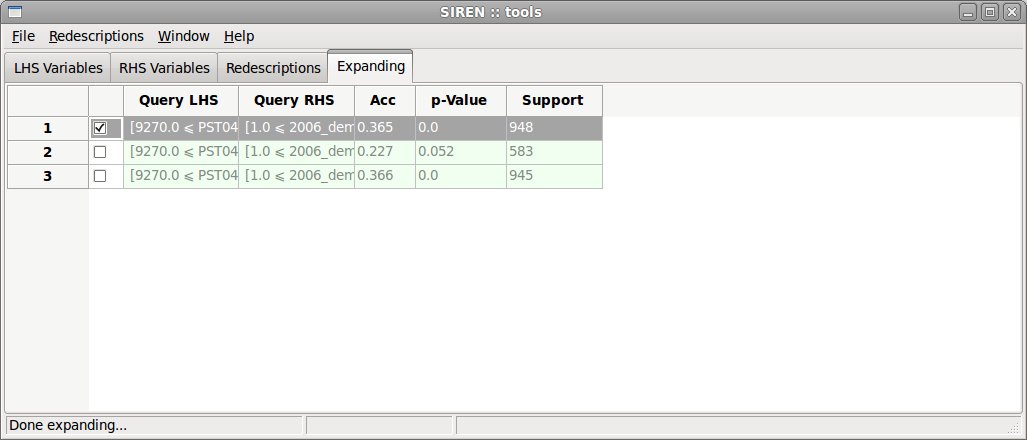 SIREN :: tools
File Redescriptions Window Help
LHS Variables RHS Variables Redescriptions Expanding
Query LHS Query RHS Acc p-Value Support
1 [9270.0 ⩽ PST04 [1.0 ⩽ 2006_dem 0.365 0.0 948
2 [9270.0 ⩽ PST04 [1.0 ⩽ 2006_dem 0.227 0.052 583
3 [9270.0 ⩽ PST04 [1.0 ⩽ 2006_dem 0.366 0.0 945
Done expanding...